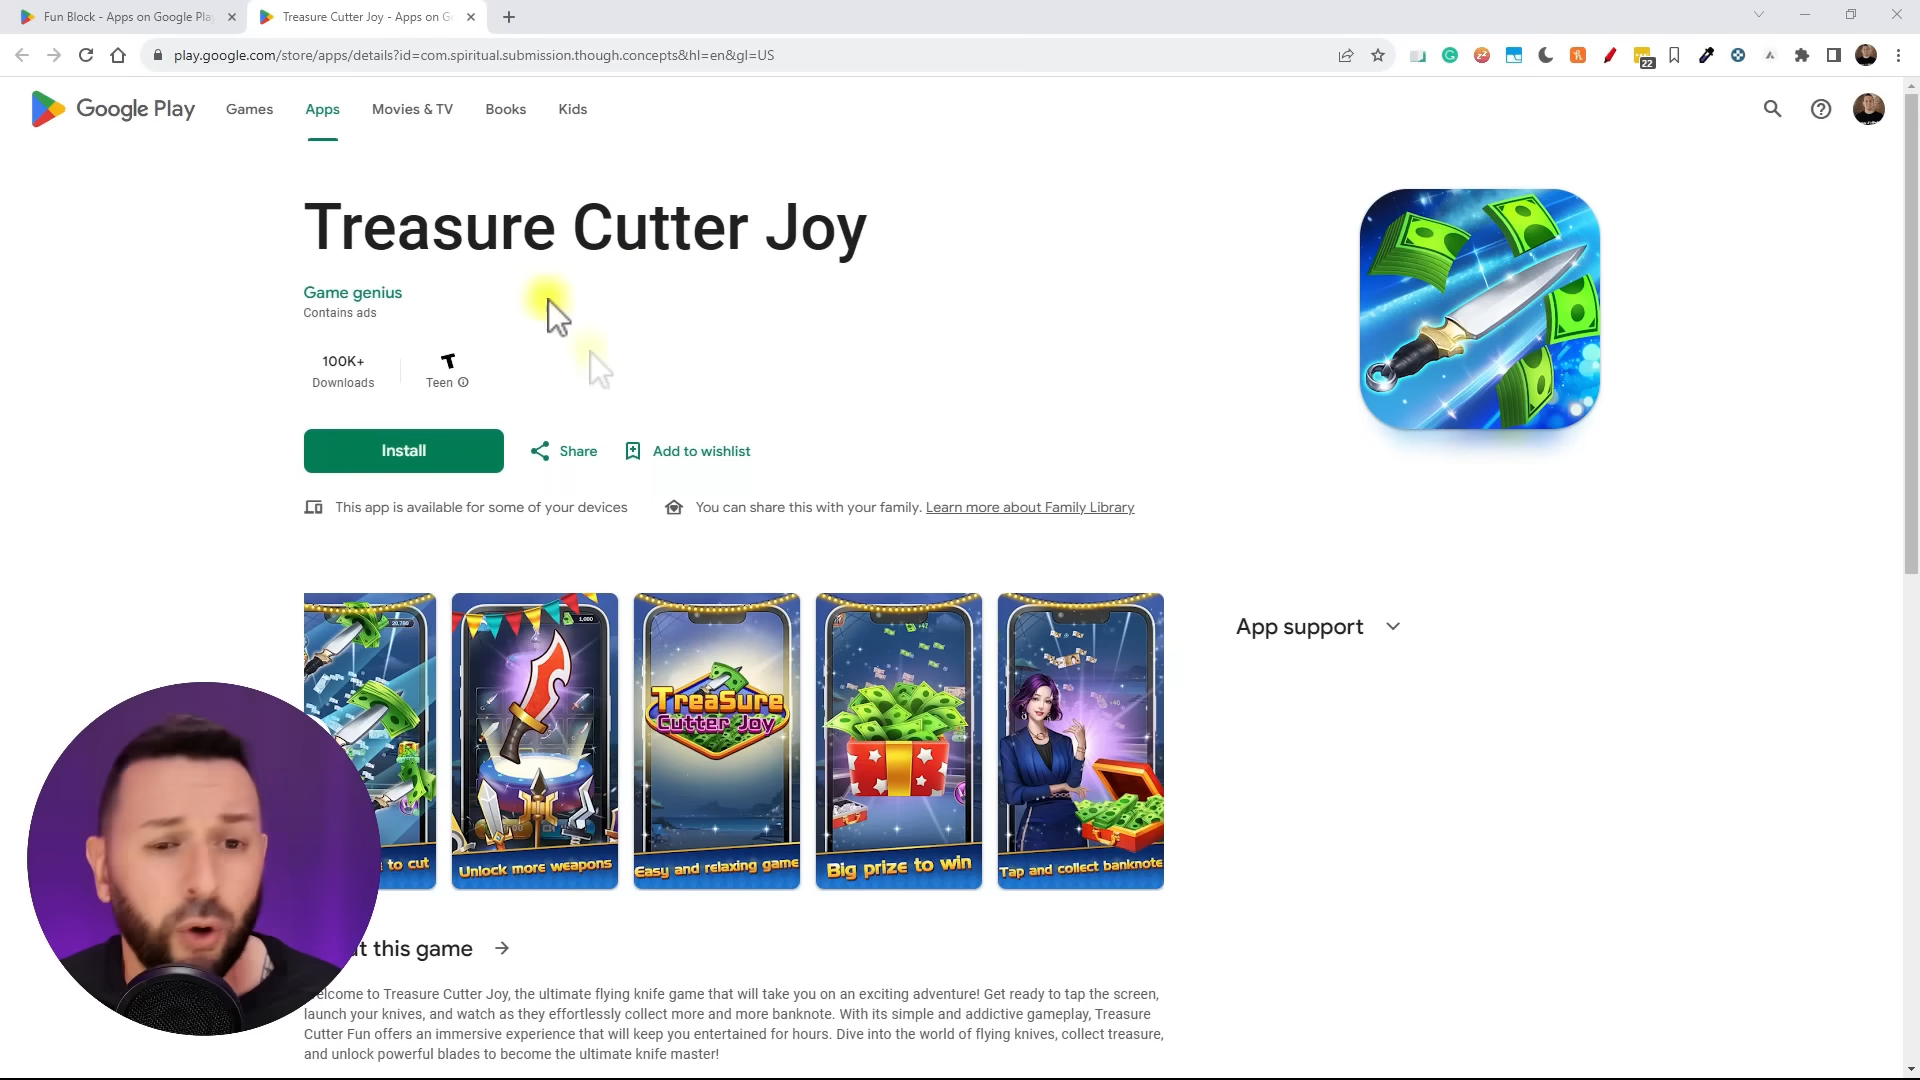 Fun Block - Apps on Google Pla
Treasure Cutter Joy - Apps on G
play.google.com/store/apps/details?id=com.spiritual.submission.though.concepts&hl=en&gl=US
22
Google Play
Games
Apps
Movies & TV
Books
Kids
Treasure Cutter Joy
Game genius
Contains ads
100K+
Downloads
Teen
Install
Share
Add to wishlist
This app is available for some of your devices
You can share this with your family. Learn more about Family Library
20,780
to cut
1,000
Unlock more weapons
Treasure
Cutter Joy
Easy and relaxing game
+47
Big prize to win
+40
Tap and collect banknote
App support
t this game
elcome to Treasure Cutter Joy, the ultimate flying knife game that will take you on an exciting adventure! Get ready to tap the screen,
launch your knives, and watch as they effortlessly collect more and more banknote. With its simple and addictive gameplay, Treasure
Cutter Fun offers an immersive experience that will keep you entertained for hours. Dive into the world of flying knives, collect treasure,
and unlock powerful blades to become the ultimate knife master!